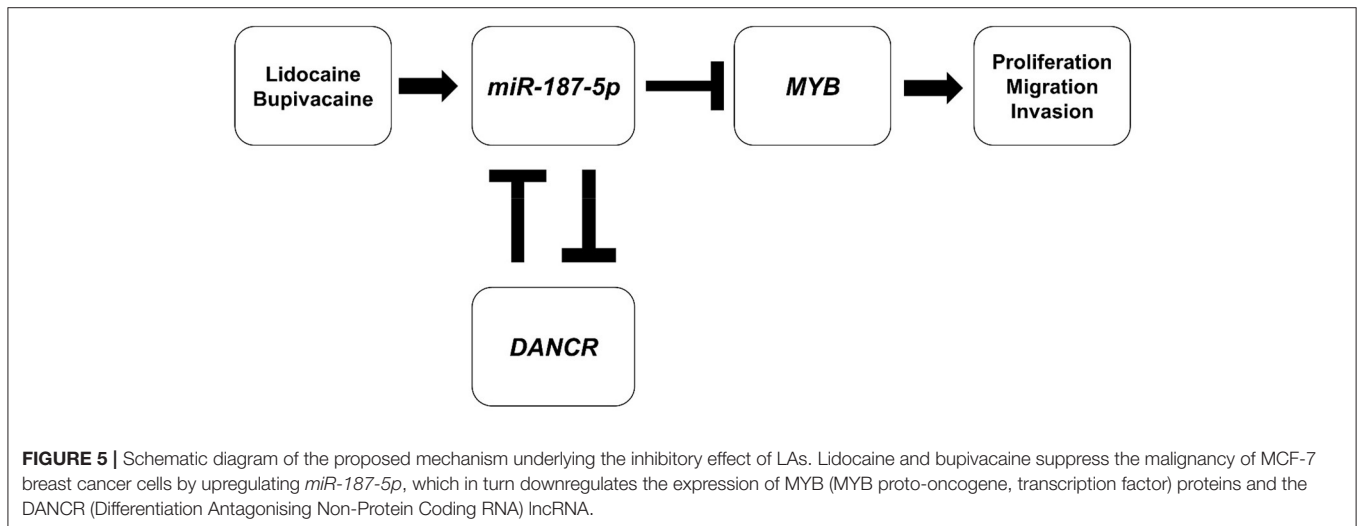 Lidocaine
Bupivacaine
miR-187-5p
MYB
Proliferation
Migration
Invasion
DANCR
FIGURE 5 | Schematic diagram of the proposed mechanism underlying the inhibitory effect of LAs. Lidocaine and bupivacaine suppress the malignancy of MCF-7
breast cancer cells by upregulating miR-187-5p, which in turn downregulates the expression of MYB (MYB proto-oncogene, transcription factor) proteins and the
DANCR (Differentiation Antagonising Non-Protein Coding RNA) lncRNA.